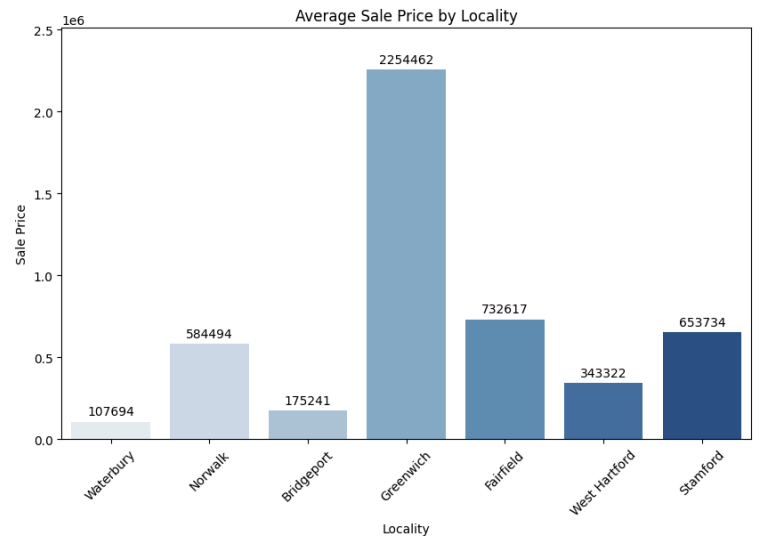 Average Sale Price by Locality
1e6
2.5
2.0
1.5
1.0
0.5
0.0
Sale Price
107694
584494
175241
2254462
732617
343322
653734
Waterbury
Norwalk
Bridgeport
Greenwich
Fairfield
West Hartford
Stamford
Locality